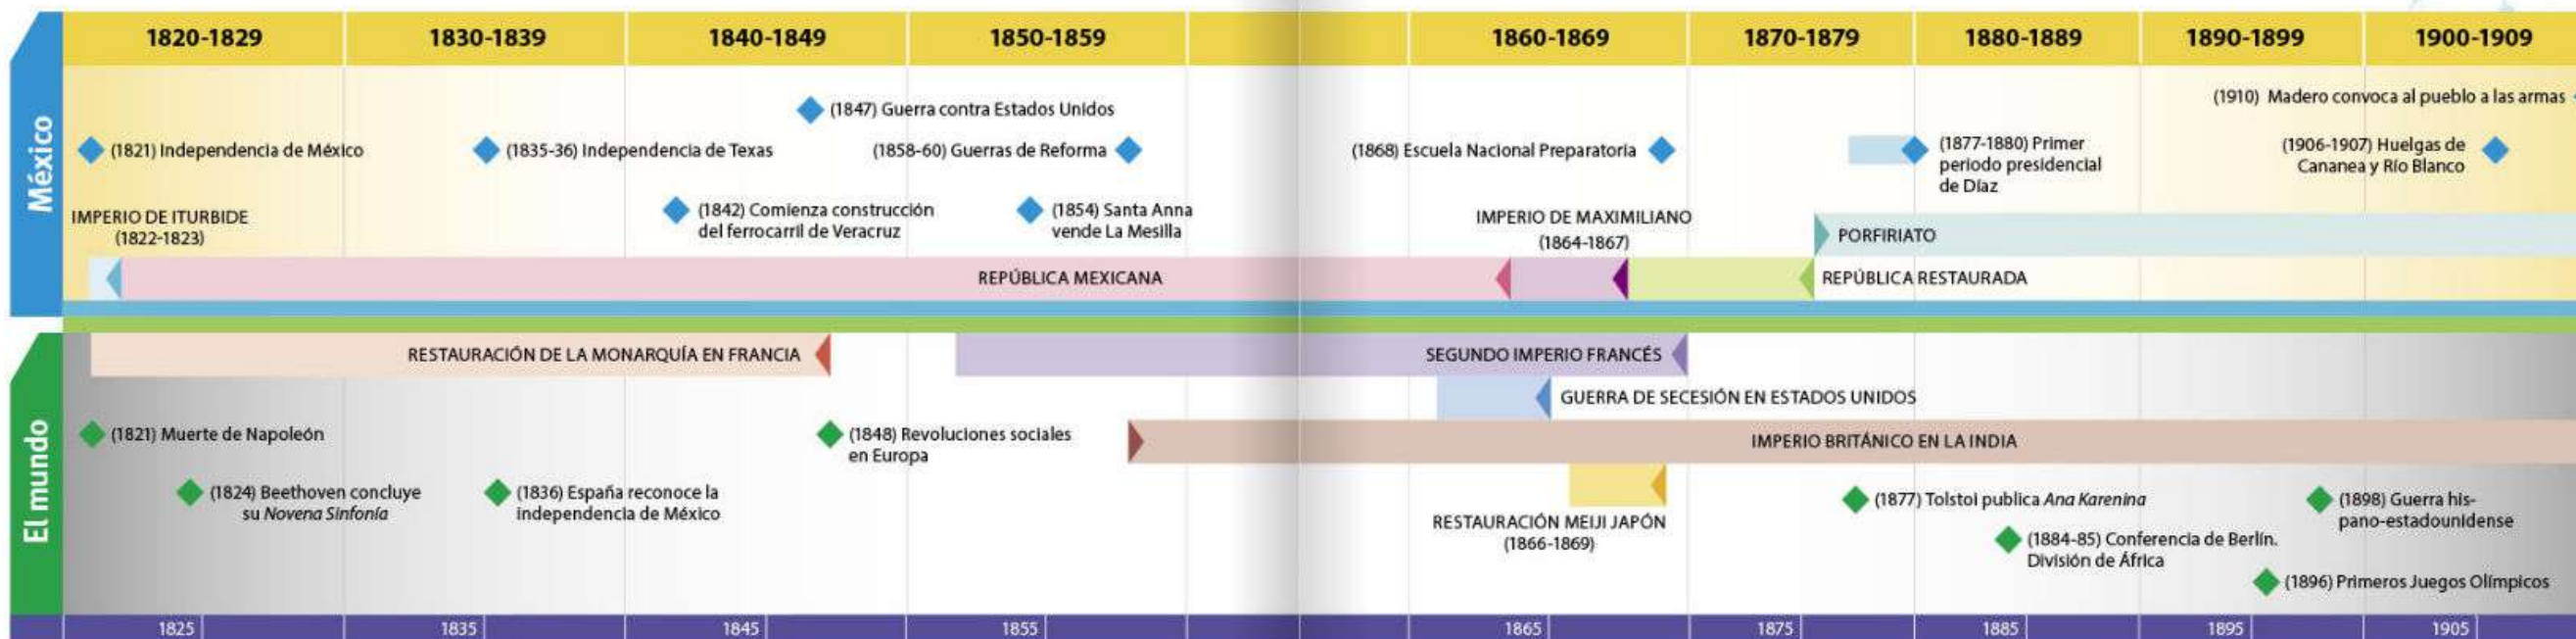 1820-1829
1830-1839
1840-1849
1850-1859
1860-1869
1870-1879
1880-1889
1890-1899
1900-1909
México
(1910) Madero convoca al pueblo a las armas
(1847) Guerra contra Estados Unidos
(1821) Independencia de México
(1835-36) Independencia de Texas
(1858-60) Guerras de Reforma
(1868) Escuela Nacional Preparatoria
(1877-1880) Primer
periodo presidencial
de Díaz
(1906-1907) Huelgas de
Cananea y Río Blanco
IMPERIO DE ITURBIDE
(1822-1823)
(1842) Comienza construcción
del ferrocarril de Veracruz
(1854) Santa Anna
vende La Mesilla
IMPERIO DE MAXIMILIANO
(1864-1867)
PORFIRIATO
REPÚBLICA MEXICANA
REPÚBLICA RESTAURADA
El mundo
RESTAURACIÓN DE LA MONARQUÍA EN FRANCIA
SEGUNDO IMPERIO FRANCÉS
GUERRA DE SECESIÓN EN ESTADOS UNIDOS
(1821) Muerte de Napoleón
(1848) Revoluciones sociales
en Europa
IMPERIO BRITÁNICO EN LA INDIA
(1824) Beethoven concluye
su Novena Sinfonía
(1836) España reconoce la
independencia de México
RESTAURACIÓN MEIJI JAPÓN
(1866-1869)
(1877) Tolstoi publica Ana Karenina
(1898) Guerra his-
pano-estadounidense
(1884-85) Conferencia de Berlín.
División de África
(1896) Primeros Juegos Olímpicos
1825
1835
1845
1855
1865
1875
1885
1895
1905